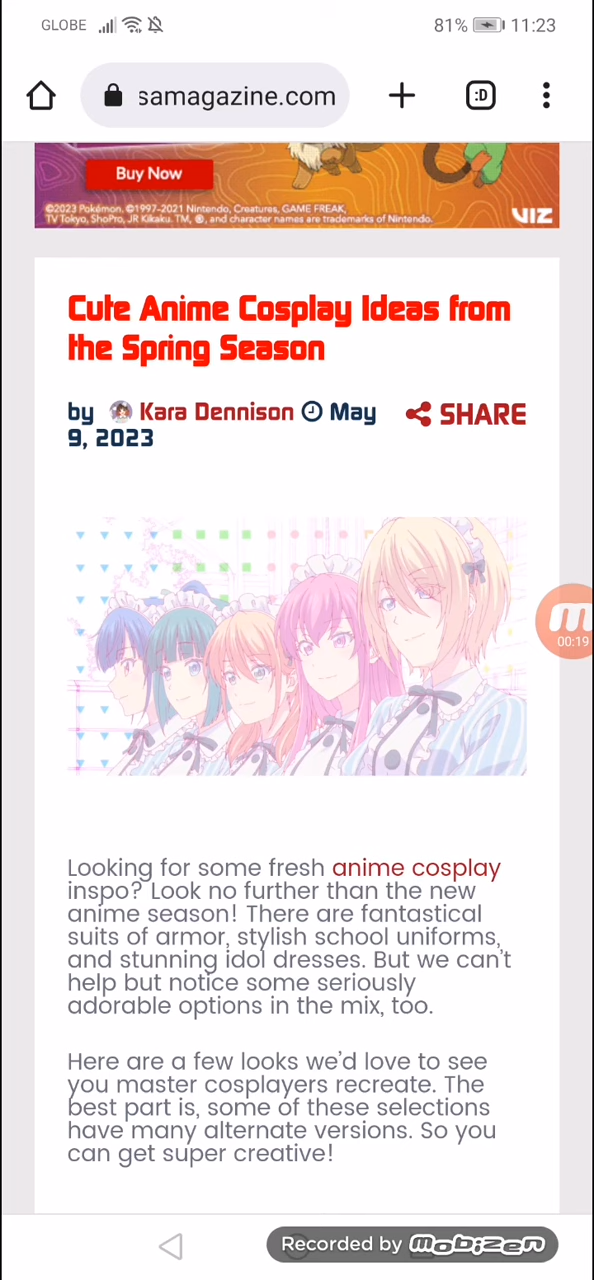 GLOBE 81% 11:23
samagazine.com :D
Buy Now
©2023 Pokémon, ©1997-2021 Nintendo, Creatures, GAME FREAK,
TV Tokyo, ShoPro, JR Kikaku. TM, ®, and character names are trademarks of Nintendo.
VIZ
Cute Anime Cosplay Ideas from
the Spring Season
by Kara Dennison May
9, 2023
SHARE
00:19
Looking for some fresh anime cosplay
inspo? Look no further than the new
anime season! There are fantastical
suits of armor, stylish school uniforms,
and stunning idol dresses. But we can't
help but notice some seriously
adorable options in the mix, too.
Here are a few looks we'd love to see
you master cosplayers recreate. The
best part is, some of these selections
have many alternate versions. So you
can get super creative!
Recorded by mobizen